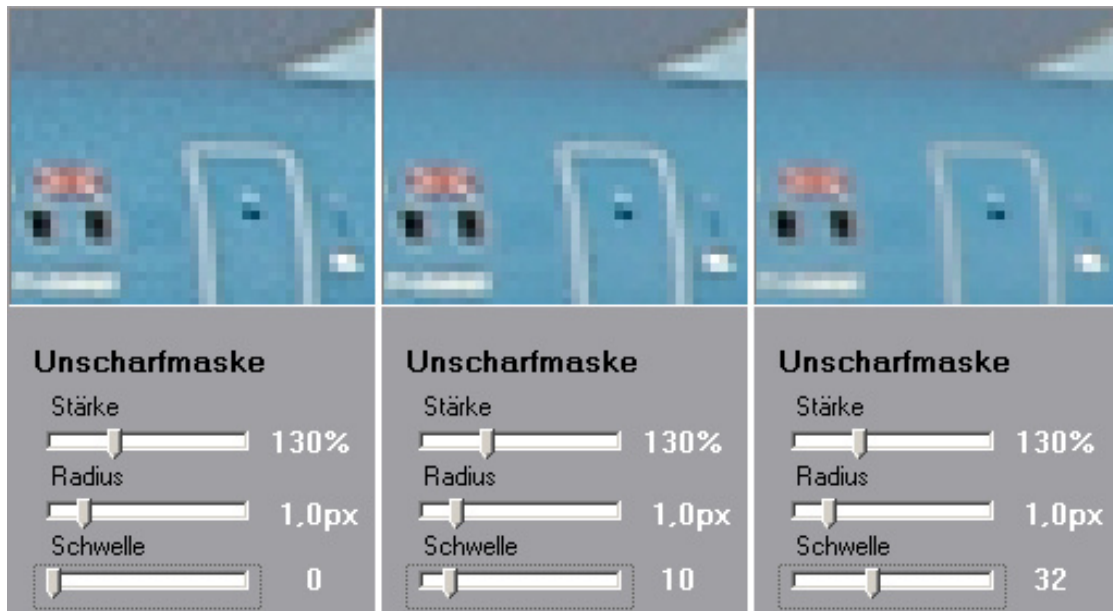 Unscharfmaske
Stärke
130%
Radius
1,0px
Schwelle
0
Unscharfmaske
Stärke
130%
Radius
1,0px
Schwelle
10
Unscharfmaske
Stärke
130%
Radius
1,0px
Schwelle
32